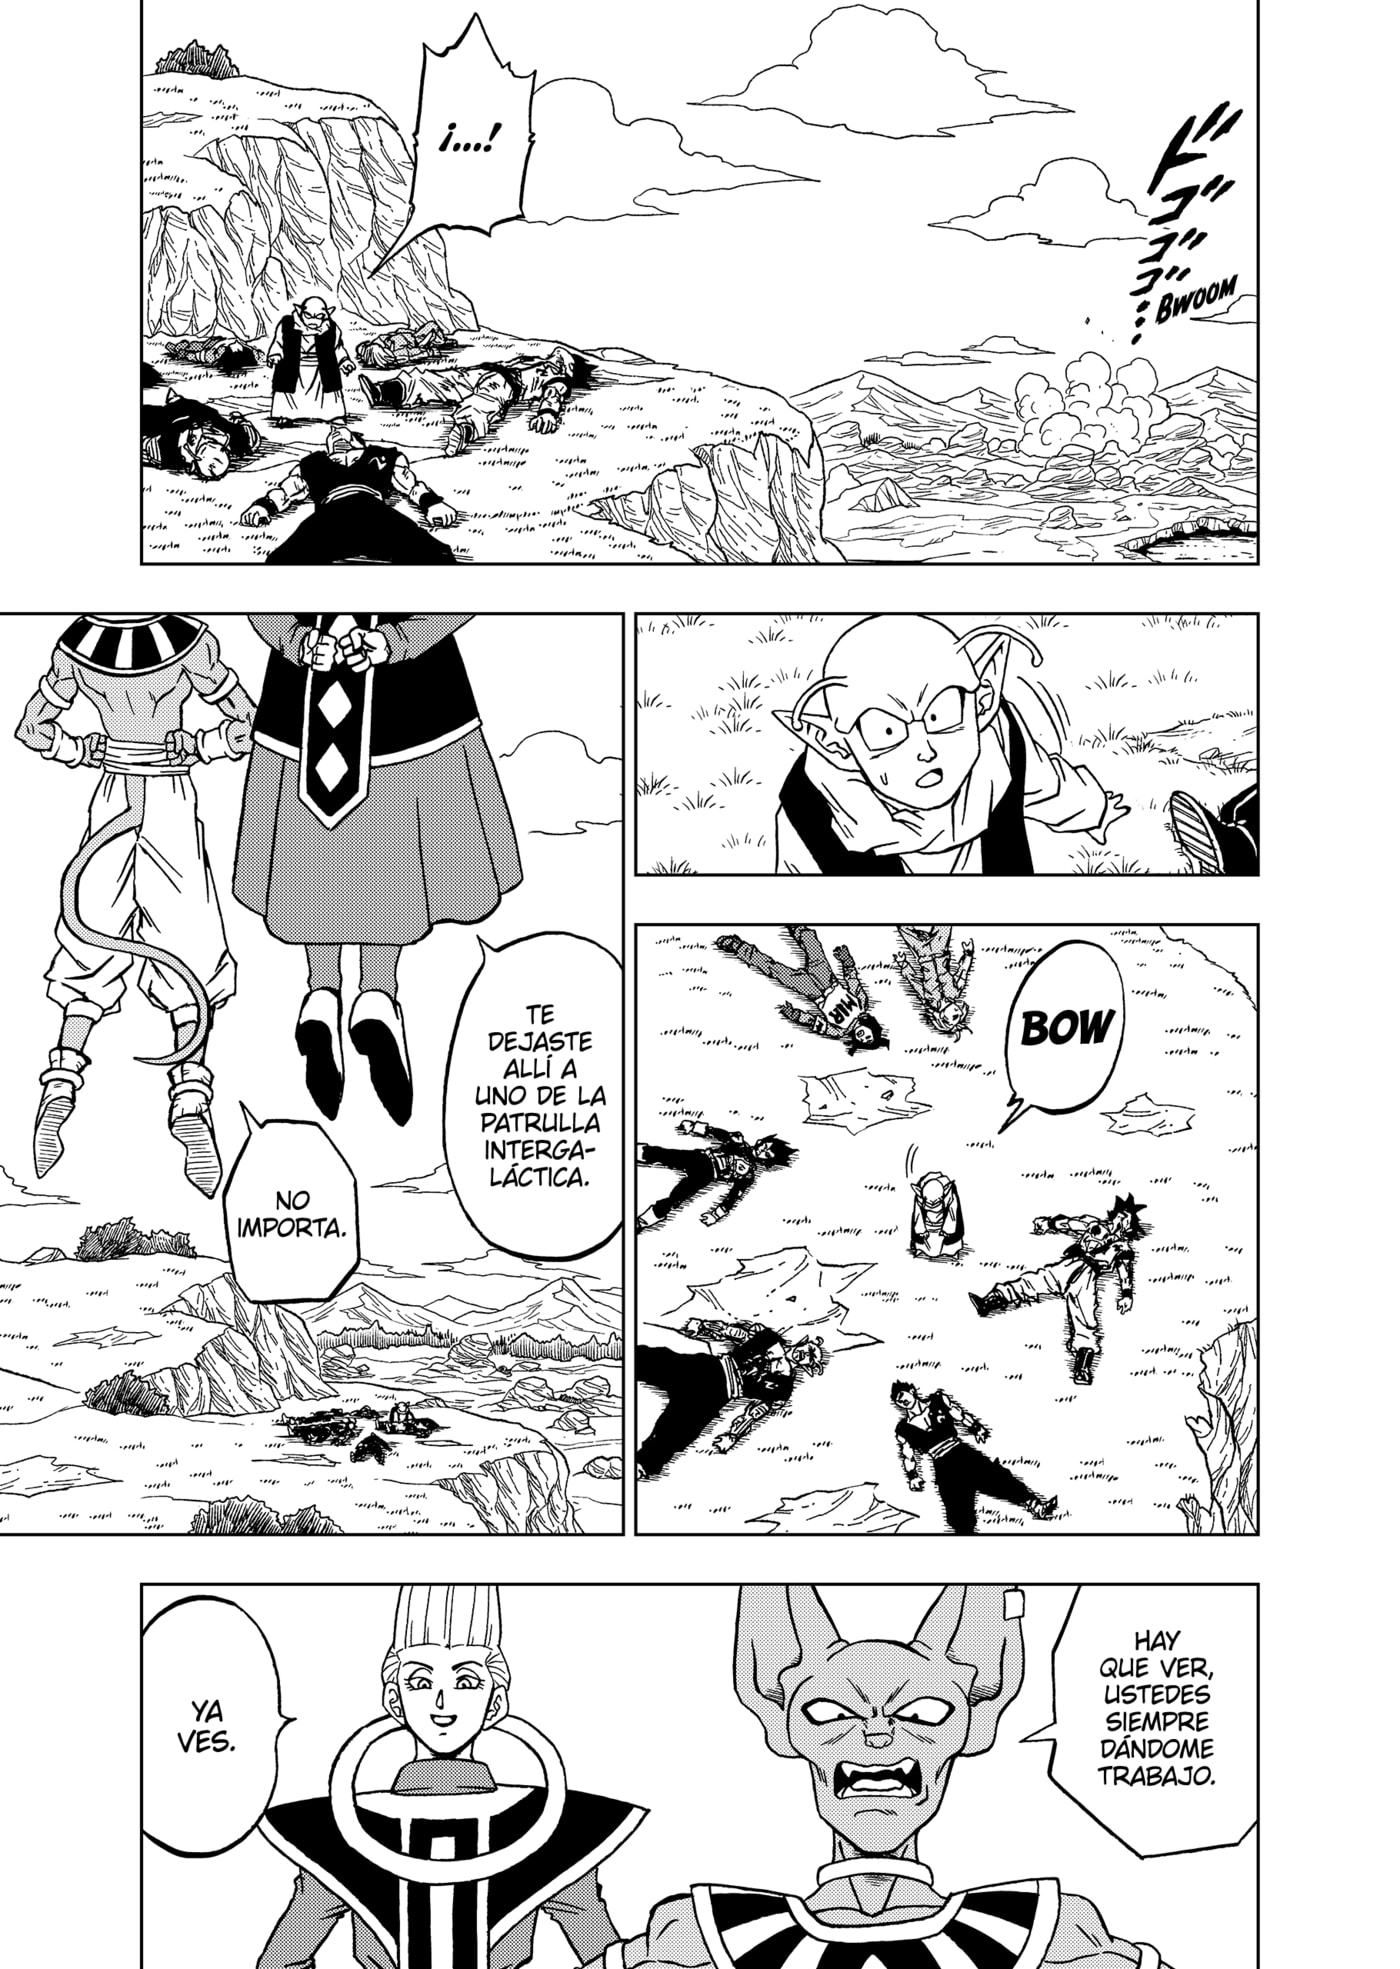 ¡...!
ドゴゴゴ…
BWOOM
BOW
MIR
TE
DEJASTE
ALLÍ A
UNO DE LA
PATRULLA
INTERGA-
LÁCTICA.
NO
IMPORTA.
HAY
QUE VER,
USTEDES
SIEMPRE
DÁNDOME
TRABAJO.
YA
VES.